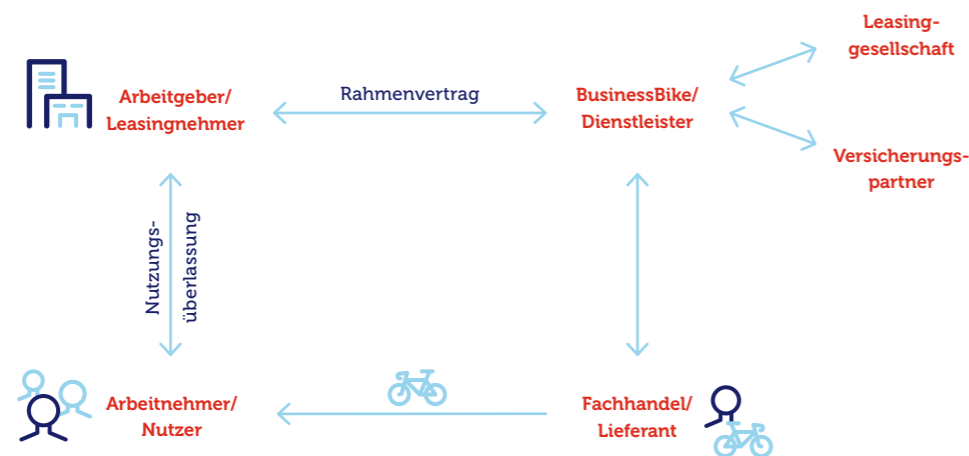 Leasing-
gesellschaft
Arbeitgeber/
Leasingnehmer
Rahmenvertrag
BusinessBike/
Dienstleister
Versicherungs-
partner
Nutzungs-
überlassung
Arbeitnehmer/
Nutzer
Fachhandel/
Lieferant